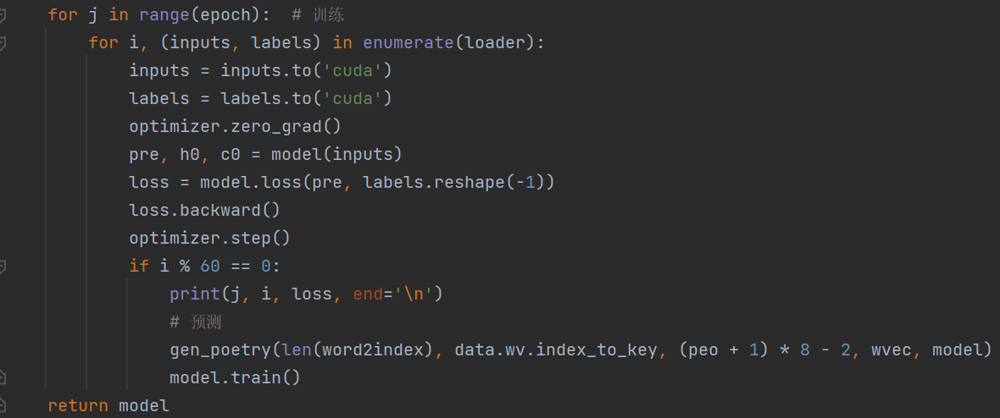 for j in range(epoch):  # 训练
    for i, (inputs, labels) in enumerate(loader):
        inputs = inputs.to('cuda')
        labels = labels.to('cuda')
        optimizer.zero_grad()
        pre, h0, c0 = model(inputs)
        loss = model.loss(pre, labels.reshape(-1))
        loss.backward()
        optimizer.step()
        if i % 60 == 0:
            print(j, i, loss, end='\n')
            # 预测
            gen_poetry(len(word2index), data.wv.index_to_key, (peo + 1) * 8 - 2, wvec, model)
            model.train()
return model